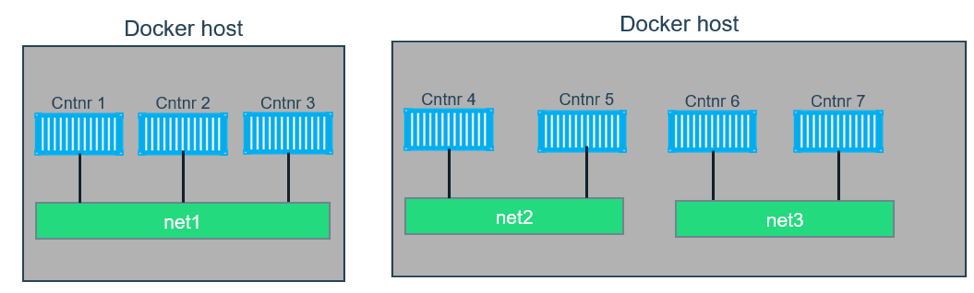 Docker host
Cntnr 1
Cntnr 2
Cntnr 3
net1
Docker host
Cntnr 4
Cntnr 5
Cntnr 6
Cntnr 7
net2
net3